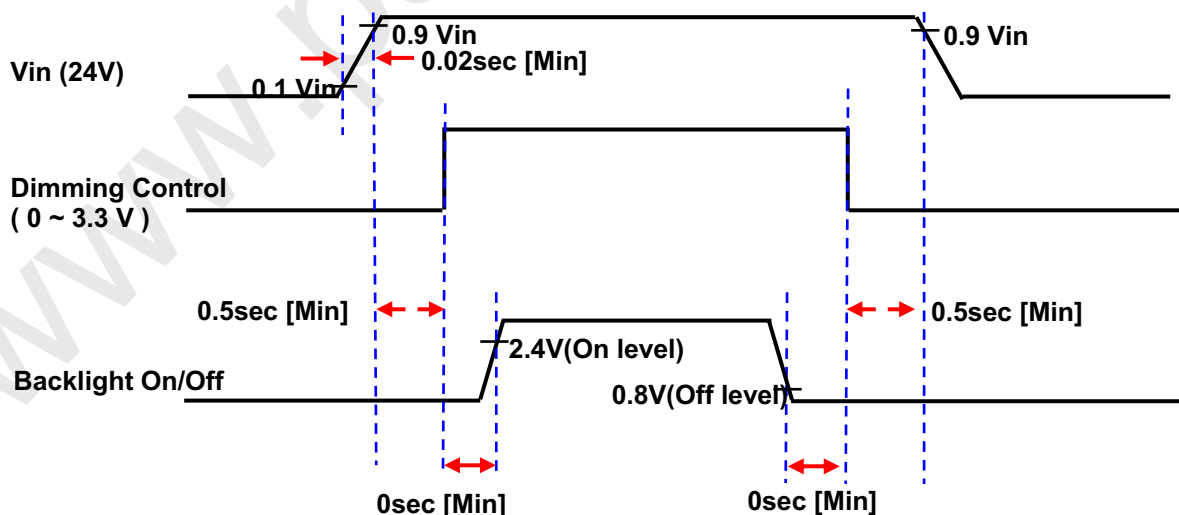 0.9 Vin
0.9 Vin
0.02sec [Min]
Vin (24V)
0.1 Vin
Dimming Control
( 0 ~ 3.3 V )
0.5sec [Min]
0.5sec [Min]
2.4V(On level)
Backlight On/Off
0.8V(Off level)
0sec [Min]
0sec [Min]
www.p